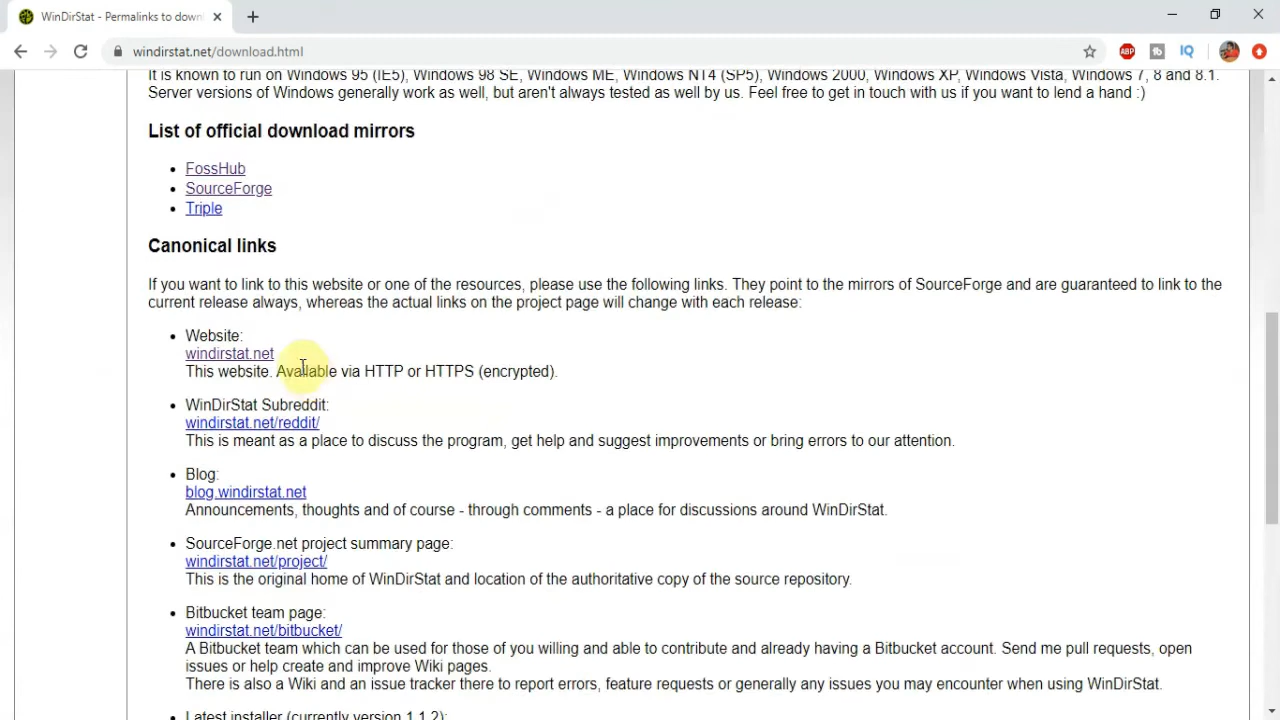 WinDirStat - Permalinks to down
windirstat.net/download.html
ABP
IQ
It is known to run on Windows 95 (IE5), Windows 98 SE, Windows ME, Windows NT4 (SP5), Windows 2000, Windows XP, Windows Vista, Windows 7, 8 and 8.1.
Server versions of Windows generally work as well, but aren't always tested as well by us. Feel free to get in touch with us if you want to lend a hand :)
List of official download mirrors
• FossHub
• SourceForge
• Triple
Canonical links
If you want to link to this website or one of the resources, please use the following links. They point to the mirrors of SourceForge and are guaranteed to link to the
current release always, whereas the actual links on the project page will change with each release:
• Website:
windirstat.net
This website. Available via HTTP or HTTPS (encrypted).
• WinDirStat Subreddit:
windirstat.net/reddit/
This is meant as a place to discuss the program, get help and suggest improvements or bring errors to our attention.
• Blog:
blog.windirstat.net
Announcements, thoughts and of course - through comments - a place for discussions around WinDirStat.
• SourceForge.net project summary page:
windirstat.net/project/
This is the original home of WinDirStat and location of the authoritative copy of the source repository.
• Bitbucket team page:
windirstat.net/bitbucket/
A Bitbucket team which can be used for those of you willing and able to contribute and already having a Bitbucket account. Send me pull requests, open
issues or help create and improve Wiki pages.
There is also a Wiki and an issue tracker there to report errors, feature requests or generally any issues you may encounter when using WinDirStat.
• Latest installer (currently version 1.1.2):